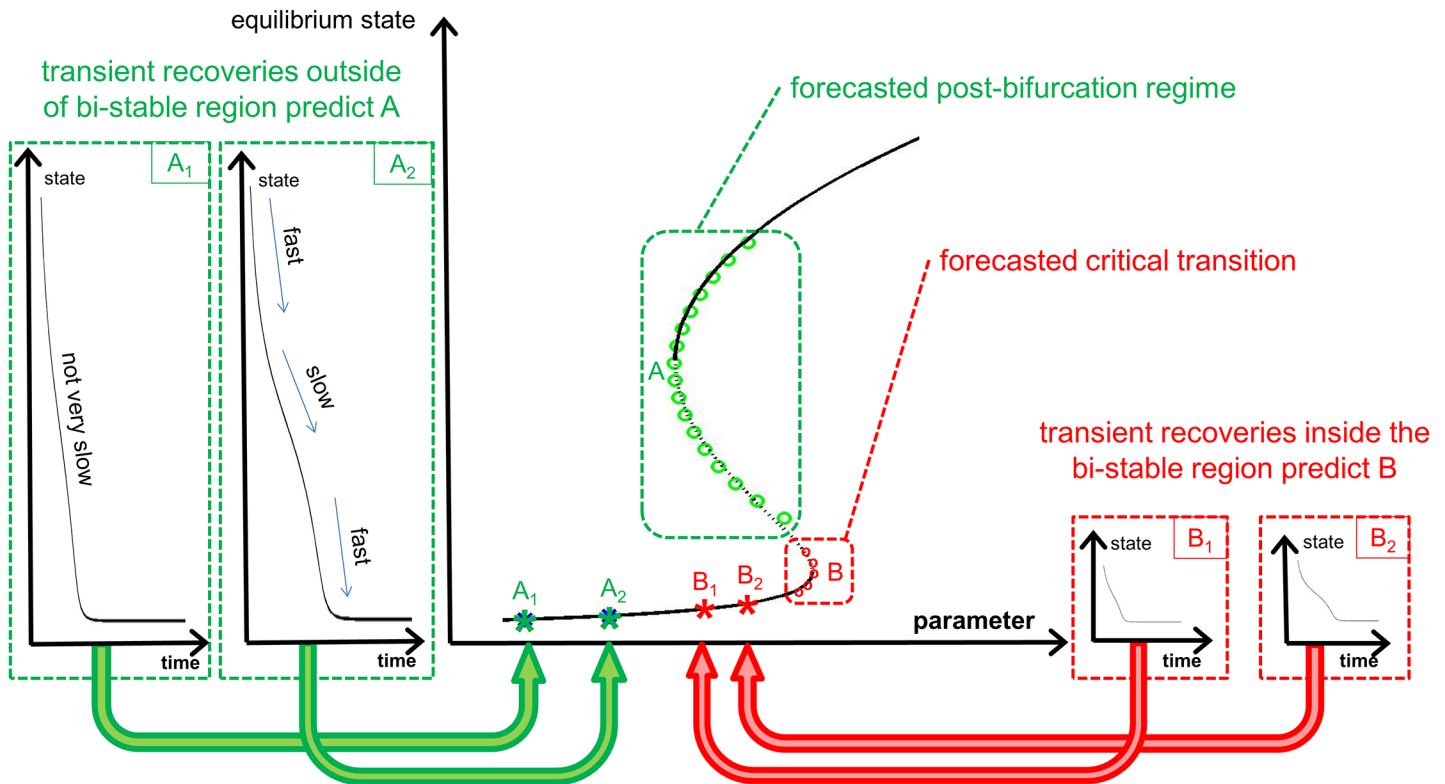 equilibrium state
transient recoveries outside
of bi-stable region predict A
A1
state
not very slow
time
A2
state
fast
slow
fast
time
forecasted post-bifurcation regime
forecasted critical transition
A
B
A1
A2
B1
B2
parameter
transient recoveries inside the
bi-stable region predict B
B1
state
time
B2
state
time